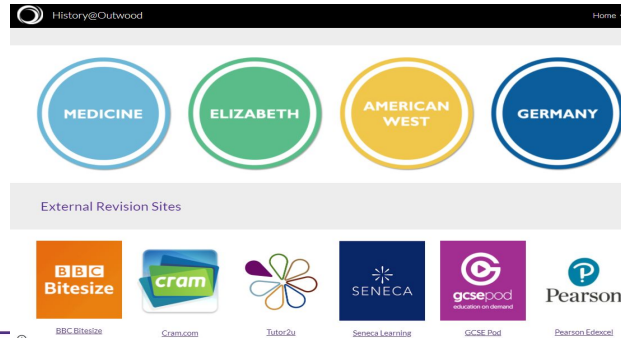 History@Outwood
Home
MEDICINE
ELIZABETH
AMERICAN
WEST
GERMANY
External Revision Sites
BBC
Bitesize
cram
SENECA
gcsepod
education on demand
P
Pearson
BBC Bitesize
Cram.com
Tutor2u
Seneca Learning
GCSE Pod
Pearson Edexcel